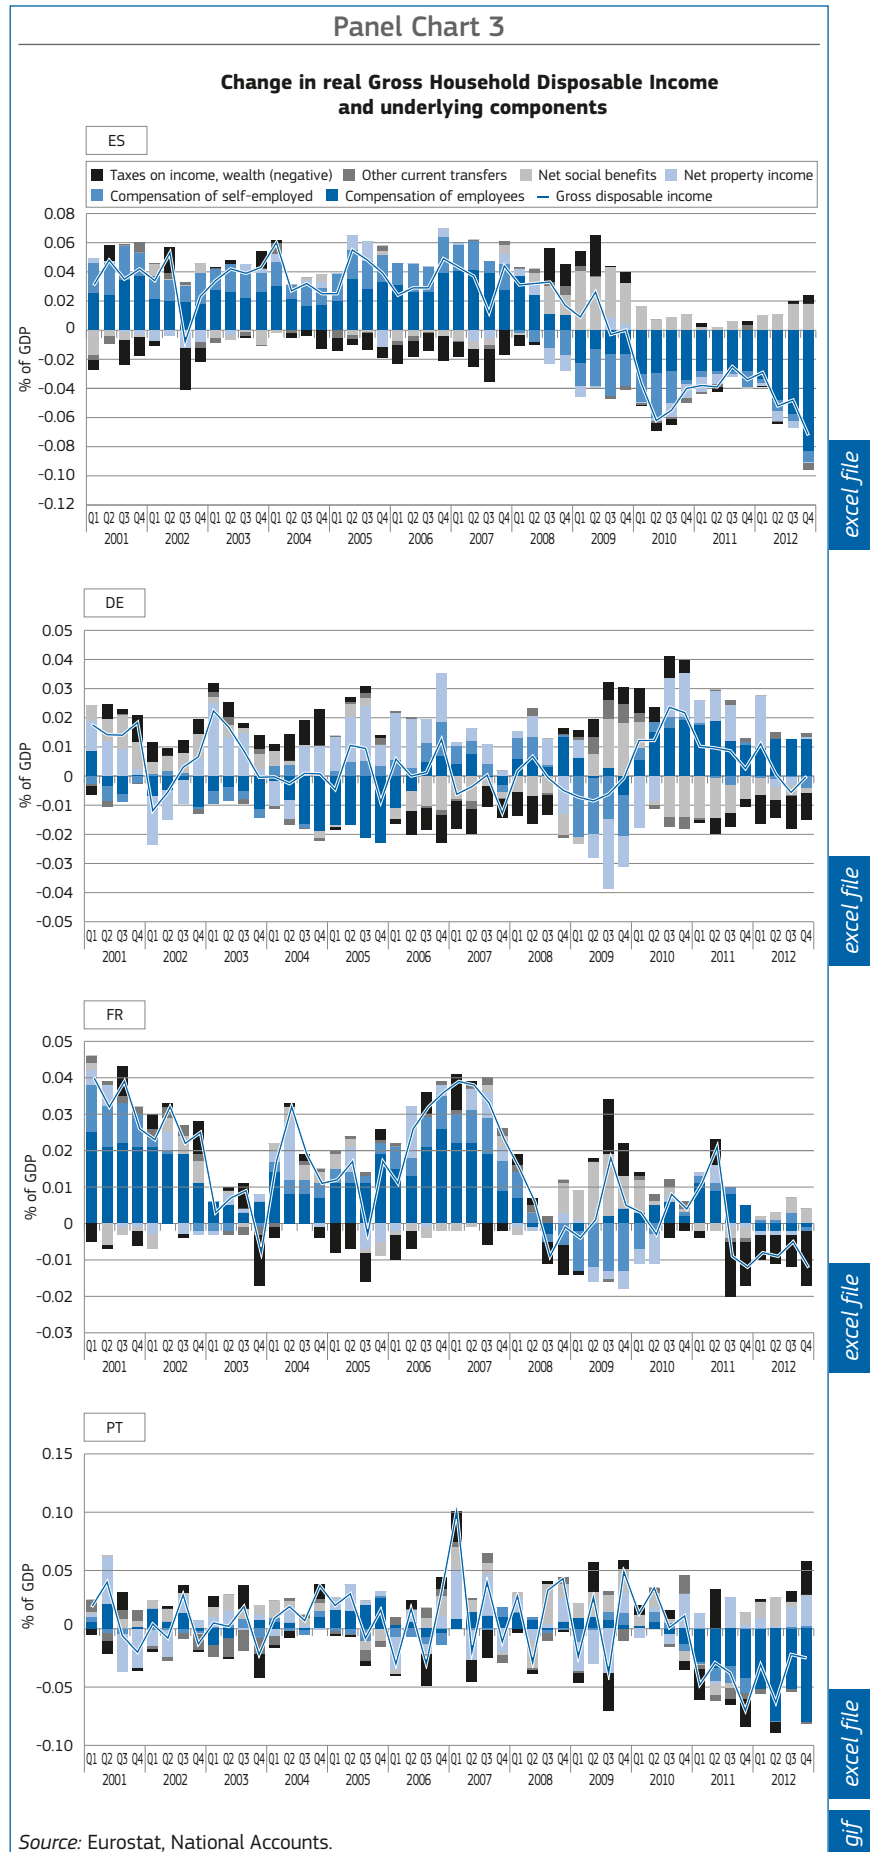 Panel Chart 3
Change in real Gross Household Disposable Income
and underlying components
ES
Taxes on income, wealth (negative) Other current transfers Net social benefits Net property income
Compensation of self-employed Compensation of employees Gross disposable income
% of GDP
0.08
0.06
0.04
0.02
0
-0.02
-0.04
-0.06
-0.08
-0.10
-0.12
Q1 Q2 Q3 Q4 Q1 Q2 Q3 Q4 Q1 Q2 Q3 Q4 Q1 Q2 Q3 Q4 Q1 Q2 Q3 Q4 Q1 Q2 Q3 Q4 Q1 Q2 Q3 Q4 Q1 Q2 Q3 Q4 Q1 Q2 Q3 Q4 Q1 Q2 Q3 Q4 Q1 Q2 Q3 Q4 Q1 Q2 Q3 Q4
2001 2002 2003 2004 2005 2006 2007 2008 2009 2010 2011 2012
excel file
DE
% of GDP
0.05
0.04
0.03
0.02
0.01
0
-0.01
-0.02
-0.03
-0.04
-0.05
Q1 Q2 Q3 Q4 Q1 Q2 Q3 Q4 Q1 Q2 Q3 Q4 Q1 Q2 Q3 Q4 Q1 Q2 Q3 Q4 Q1 Q2 Q3 Q4 Q1 Q2 Q3 Q4 Q1 Q2 Q3 Q4 Q1 Q2 Q3 Q4 Q1 Q2 Q3 Q4 Q1 Q2 Q3 Q4 Q1 Q2 Q3 Q4
2001 2002 2003 2004 2005 2006 2007 2008 2009 2010 2011 2012
excel file
FR
% of GDP
0.05
0.04
0.03
0.02
0.01
0
-0.01
-0.02
-0.03
Q1 Q2 Q3 Q4 Q1 Q2 Q3 Q4 Q1 Q2 Q3 Q4 Q1 Q2 Q3 Q4 Q1 Q2 Q3 Q4 Q1 Q2 Q3 Q4 Q1 Q2 Q3 Q4 Q1 Q2 Q3 Q4 Q1 Q2 Q3 Q4 Q1 Q2 Q3 Q4 Q1 Q2 Q3 Q4 Q1 Q2 Q3 Q4
2001 2002 2003 2004 2005 2006 2007 2008 2009 2010 2011 2012
excel file
PT
% of GDP
0.15
0.10
0.05
0
-0.05
-0.10
Q1 Q2 Q3 Q4 Q1 Q2 Q3 Q4 Q1 Q2 Q3 Q4 Q1 Q2 Q3 Q4 Q1 Q2 Q3 Q4 Q1 Q2 Q3 Q4 Q1 Q2 Q3 Q4 Q1 Q2 Q3 Q4 Q1 Q2 Q3 Q4 Q1 Q2 Q3 Q4 Q1 Q2 Q3 Q4 Q1 Q2 Q3 Q4
2001 2002 2003 2004 2005 2006 2007 2008 2009 2010 2011 2012
excel file
gif
Source: Eurostat, National Accounts.